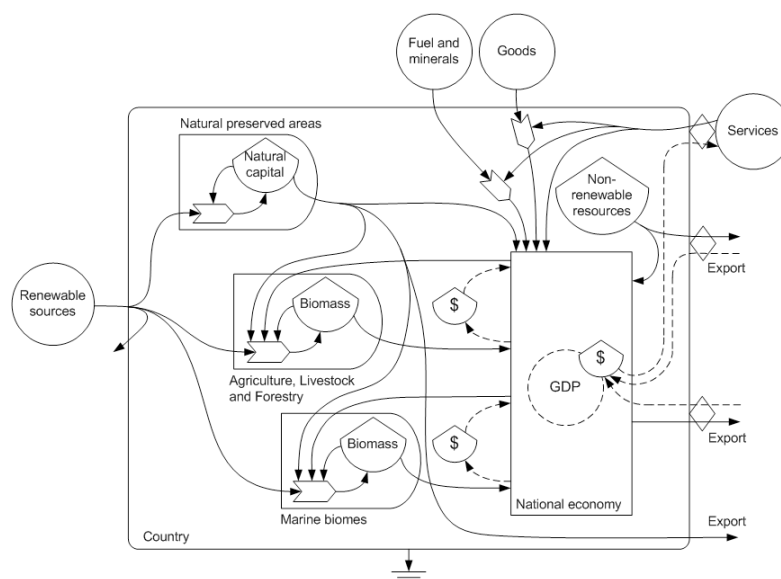 Fuel and
minerals
Goods
Services
Natural preserved areas
Natural
capital
Non-
renewable
resources
Export
Renewable
sources
Biomass
$
Agriculture, Livestock
and Forestry
$
GDP
Export
Biomass
$
Marine biomes
National economy
Export
Country